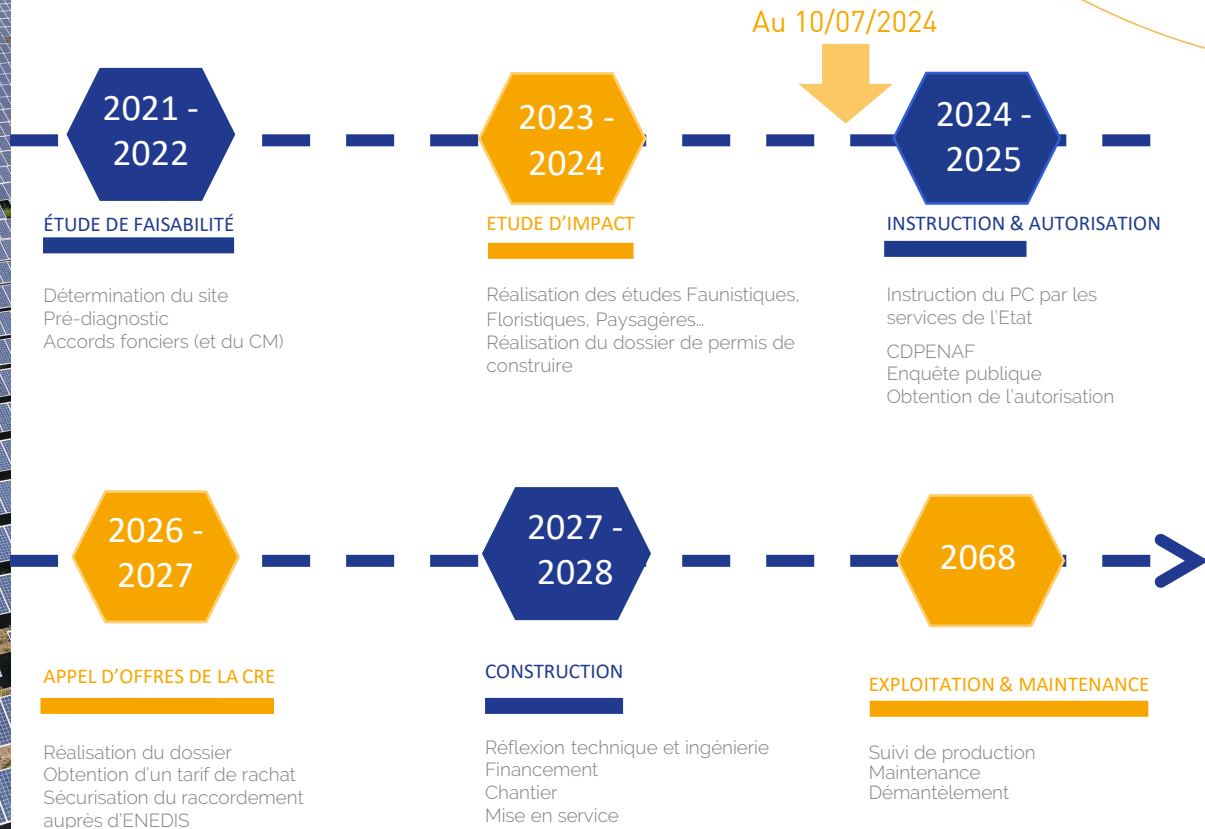 Au 10/07/2024
2021 -
2022
ÉTUDE DE FAISABILITÉ
Détermination du site
Pré-diagnostic
Accords fonciers (et du CM)
2023 -
2024
ETUDE D'IMPACT
Réalisation des études Faunistiques,
Floristiques, Paysagères…
Réalisation du dossier de permis de
construire
2024 -
2025
INSTRUCTION & AUTORISATION
Instruction du PC par les
services de l'Etat
CDPENAF
Enquête publique
Obtention de l'autorisation
2026 -
2027
APPEL D'OFFRES DE LA CRE
Réalisation du dossier
Obtention d'un tarif de rachat
Sécurisation du raccordement
auprès d'ENEDIS
2027 -
2028
CONSTRUCTION
Réflexion technique et ingénierie
Financement
Chantier
Mise en service
2068
EXPLOITATION & MAINTENANCE
Suivi de production
Maintenance
Démantèlement